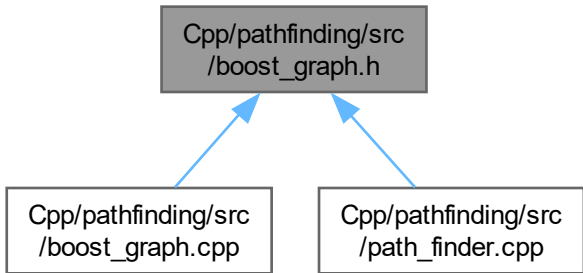 Cpp/pathfinding/src
/boost_graph.h
Cpp/pathfinding/src
/boost_graph.cpp
Cpp/pathfinding/src
/path_finder.cpp